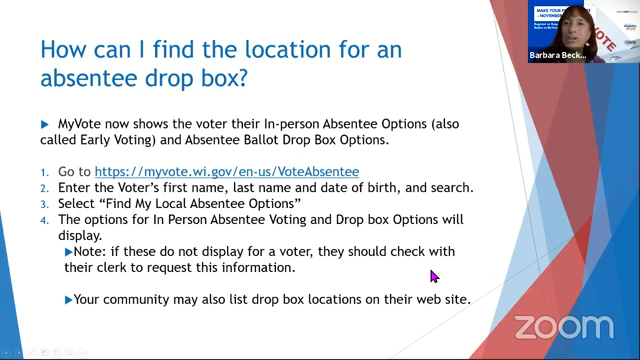 How can I find the location for an
absentee drop box?
MyVote now shows the voter their In-person Absentee Options (also
called Early Voting) and Absentee Ballot Drop Box Options.
1. Go to https://myvote.wi.gov/en-us/VoteAbsentee
2. Enter the Voter's first name, last name and date of birth, and search.
3. Select “Find My Local Absentee Options”
4. The options for In Person Absentee Voting and Drop box Options will
display.
Note: if these do not display for a voter, they should check with
their clerk to request this information.
Your community may also list drop box locations on their web site.
MAKE YOUR
NOVEMBER
VOTE
Barbara Beck...
zoom